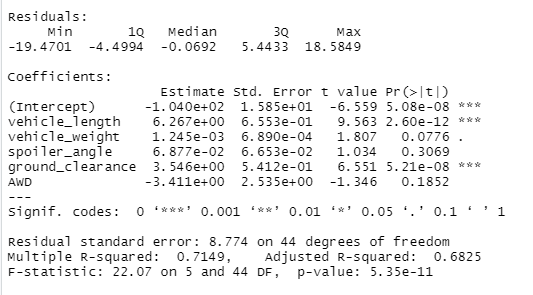 Residuals:
Min 1Q Median 3Q Max
-19.4701 -4.4994 -0.0692 5.4433 18.5849
Coefficients:
Estimate Std. Error t value Pr(>|t|)
(Intercept) -1.040e+02 1.585e+01 -6.559 5.08e-08 ***
vehicle_length 6.267e+00 6.553e-01 9.563 2.60e-12 ***
vehicle_weight 1.245e-03 6.890e-04 1.807 0.0776 .
spoiler_angle 6.877e-02 6.653e-02 1.034 0.3069
ground_clearance 3.546e+00 5.412e-01 6.551 5.21e-08 ***
AWD -3.411e+00 2.535e+00 -1.346 0.1852
---
Signif. codes: 0 ‘***’ 0.001 ‘**’ 0.01 ‘*’ 0.05 ‘.’ 0.1 ‘ ’ 1
Residual standard error: 8.774 on 44 degrees of freedom
Multiple R-squared: 0.7149, Adjusted R-squared: 0.6825
F-statistic: 22.07 on 5 and 44 DF, p-value: 5.35e-11